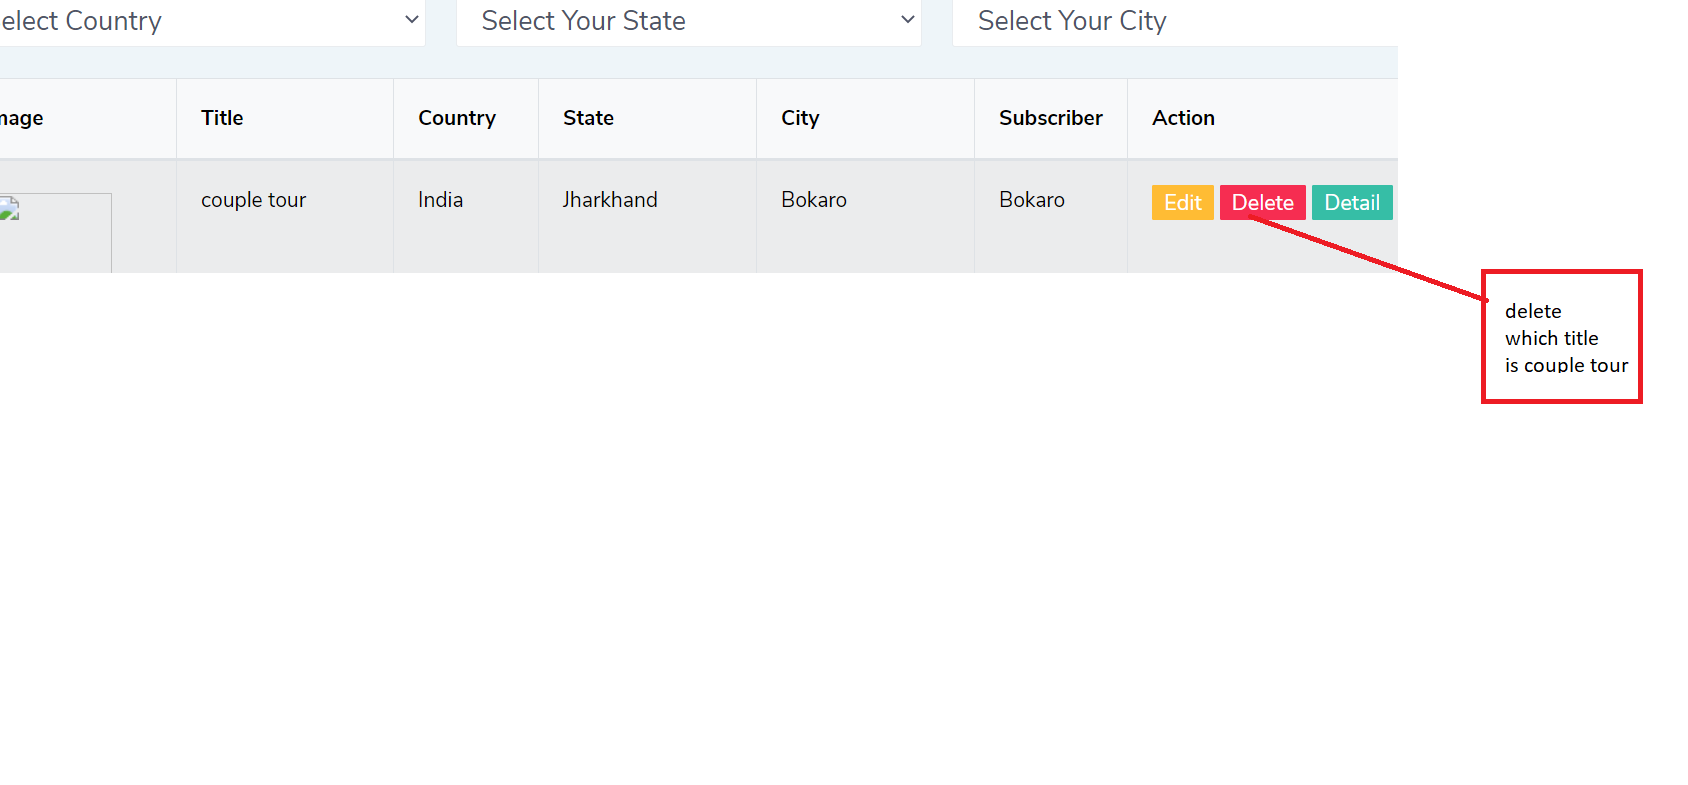 elect Country Select Your State Select Your City
mage Title Country State City Subscriber Action
couple tour India Jharkhand Bokaro Bokaro Edit Delete Detail
delete
which title
is couple tour